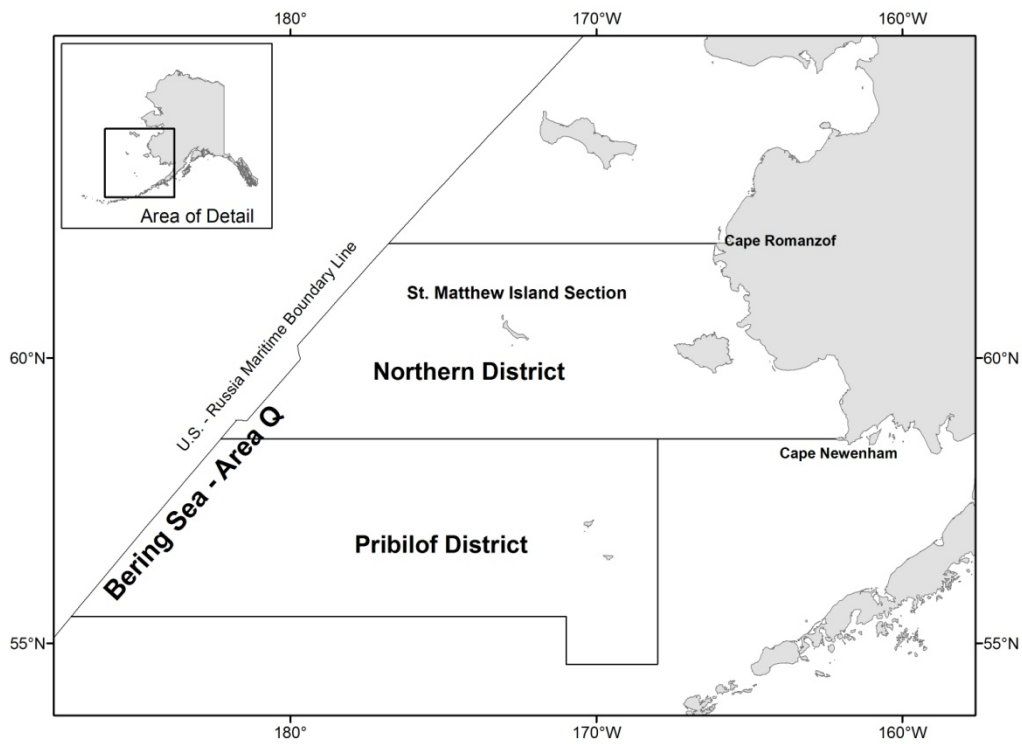 180°
170°W
160°W
Area of Detail
Cape Romanzof
U.S. - Russia Maritime Boundary Line
St. Matthew Island Section
60°N
60°N
Northern District
Bering Sea - Area Q
Cape Newenham
Pribilof District
55°N
55°N
180°
170°W
160°W